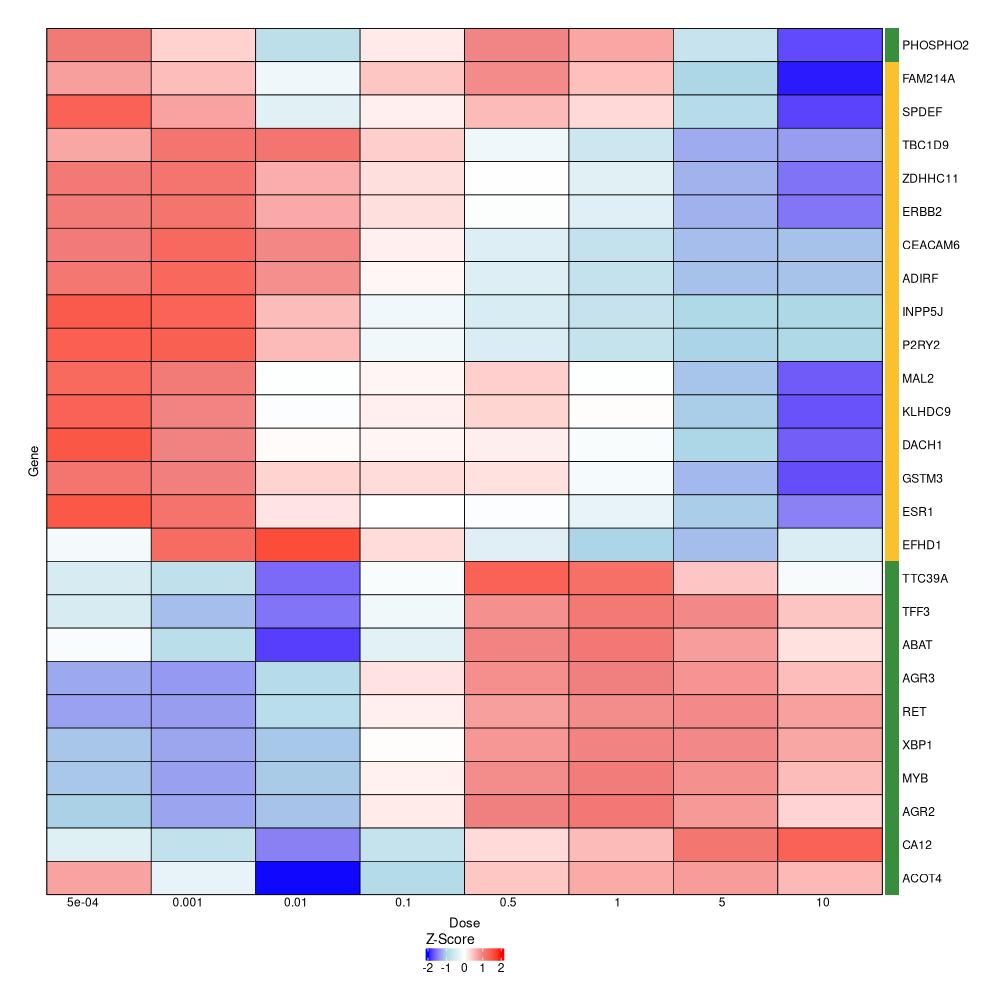 PHOSPHO2
FAM214A
SPDEF
TBC1D9
ZDHHC11
ERBB2
CEACAM6
ADIRF
INPP5J
P2RY2
MAL2
KLHDC9
DACH1
Gene
GSTM3
ESR1
EFHD1
TTC39A
TFF3
ABAT
AGR3
RET
XBP1
MYB
AGR2
CA12
ACOT4
5e-04 0.001 0.01 0.1 0.5 1 5 10
Dose
Z-Score
-2 -1 0 1 2